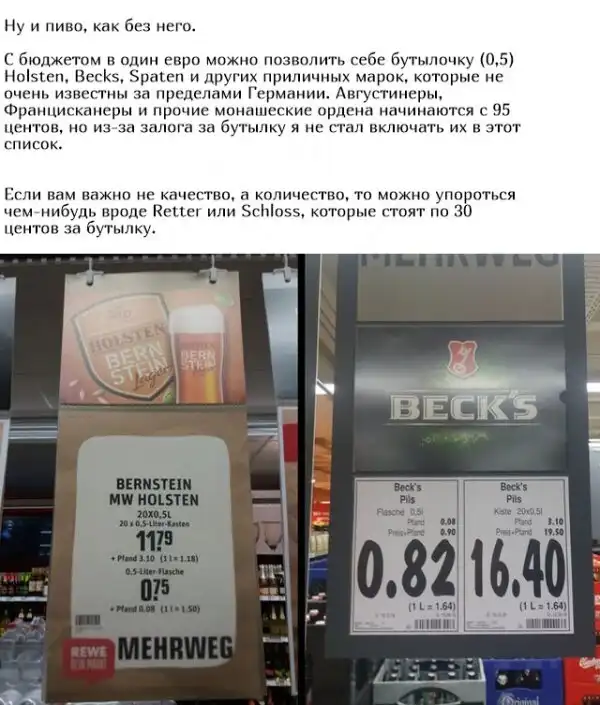 Ну и пиво, как без него.
С бюджетом в один евро можно позволить себе бутылочку (0,5)
Holsten, Becks, Spaten и других приличных марок, которые не
очень известны за пределами Германии. Августинеры,
Францисканеры и прочие монашеские ордена начинаются с 95
центов, но из-за залога за бутылку я не стал включать их в этот
список.
Если вам важно не качество, а количество, то можно упороться
чем-нибудь вроде Retter или Schloss, которые стоят по 30
центов за бутылку.
HOLSTEN
BERN
STEIN
Lager
BERN
STEIN
BERNSTEIN
MW HOLSTEN
20X0,5L
20 x 0,5-Liter-Kasten
11.79
+ Pfand 3.10 (1 l = 1.18)
0,5-Liter-Flasche
0.75
+ Pfand 0.08 (1 l = 1.50)
REWE
DEIN MARKT
MEHRWEG
MEHRWEG
BECK'S
Beck's
Pils
Flasche 0,5l
Pfand 0.08
Preis+Pfand 0.90
0.82
(1 L = 1.64)
Beck's
Pils
Kiste 20x0,5l
Pfand 3.10
Preis+Pfand 19.50
16.40
(1 L = 1.64)
Original